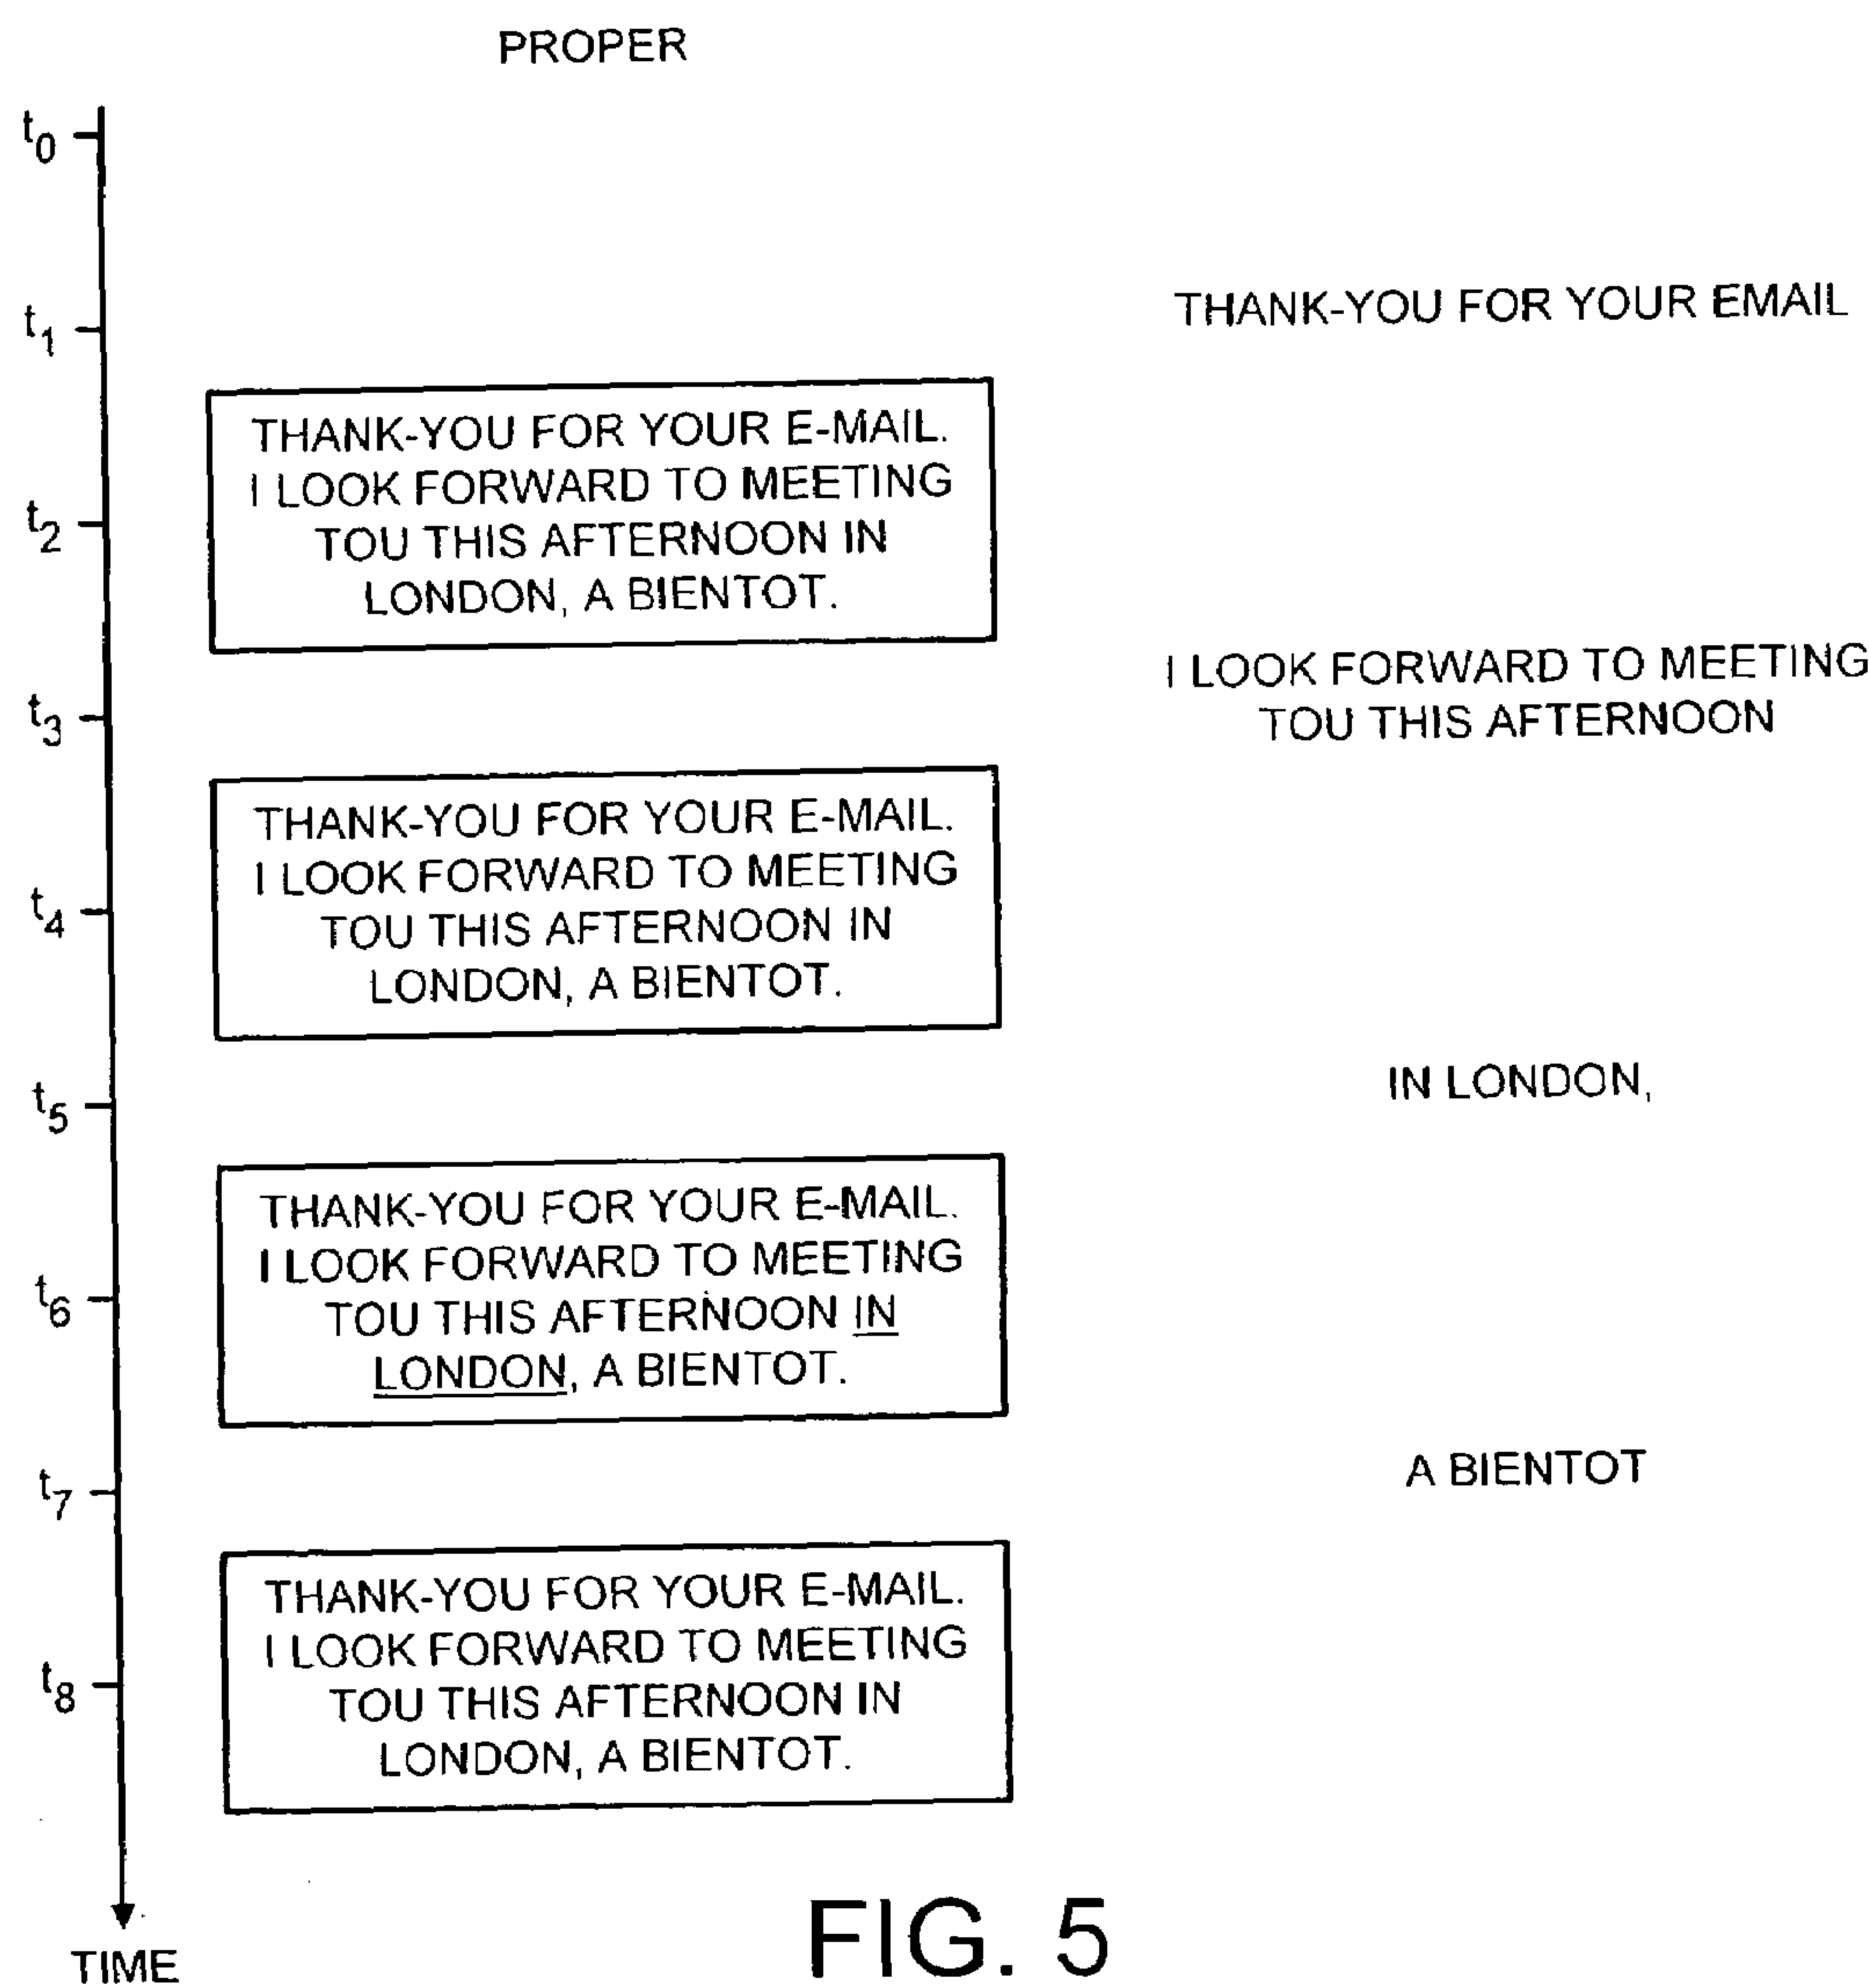 PROPER
t0
t1
THANK-YOU FOR YOUR EMAIL
THANK-YOU FOR YOUR E-MAIL.
I LOOK FORWARD TO MEETING
TOU THIS AFTERNOON IN
LONDON, A BIENTOT.
t2
I LOOK FORWARD TO MEETING
TOU THIS AFTERNOON
t3
THANK-YOU FOR YOUR E-MAIL.
I LOOK FORWARD TO MEETING
TOU THIS AFTERNOON IN
LONDON, A BIENTOT.
t4
IN LONDON,
t5
THANK-YOU FOR YOUR E-MAIL.
I LOOK FORWARD TO MEETING
TOU THIS AFTERNOON IN
LONDON, A BIENTOT.
t6
A BIENTOT
t7
THANK-YOU FOR YOUR E-MAIL.
I LOOK FORWARD TO MEETING
TOU THIS AFTERNOON IN
LONDON, A BIENTOT.
t8
TIME
FIG. 5